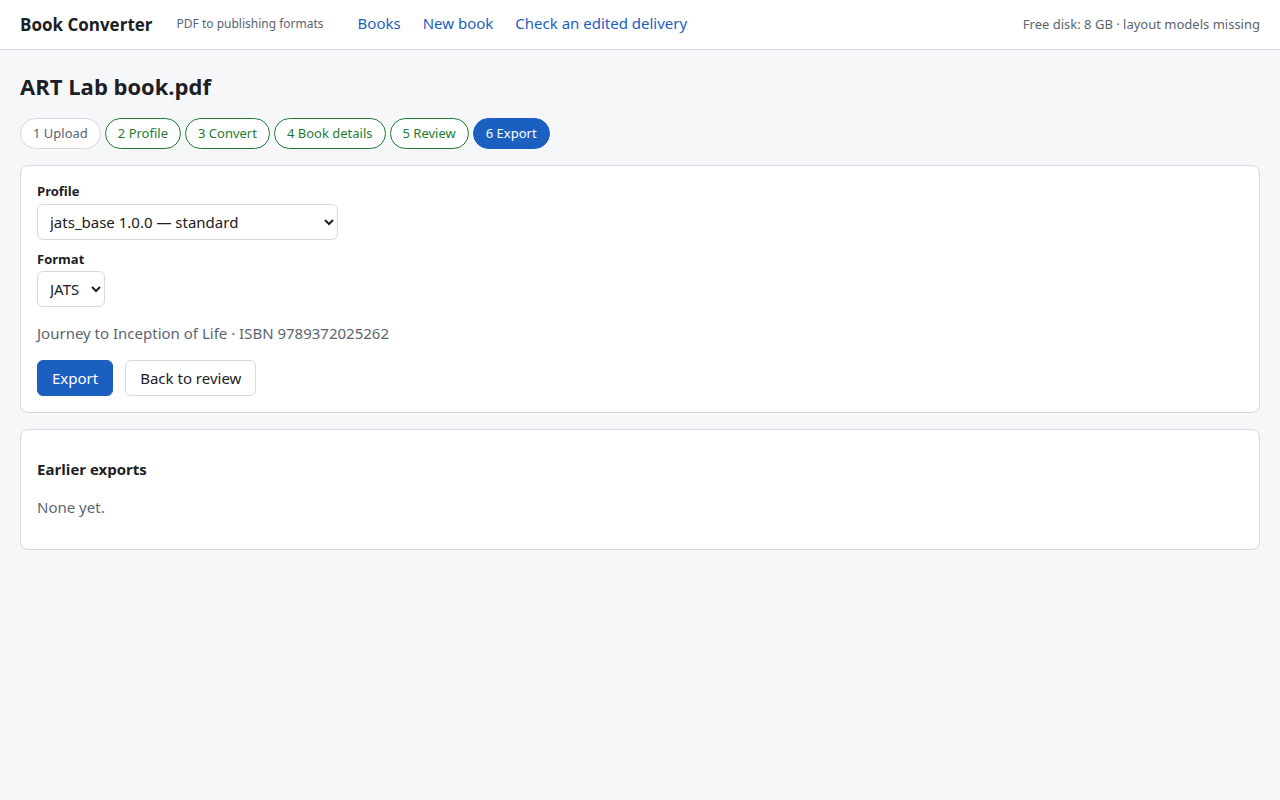 Book Converter PDF to publishing formats Books New book Check an edited delivery Free disk: 8 GB · layout models missing
ART Lab book.pdf
1 Upload 2 Profile 3 Convert 4 Book details 5 Review 6 Export
Profile
jats_base 1.0.0 — standard
Format
JATS
Journey to Inception of Life · ISBN 9789372025262
Export Back to review
Earlier exports
None yet.